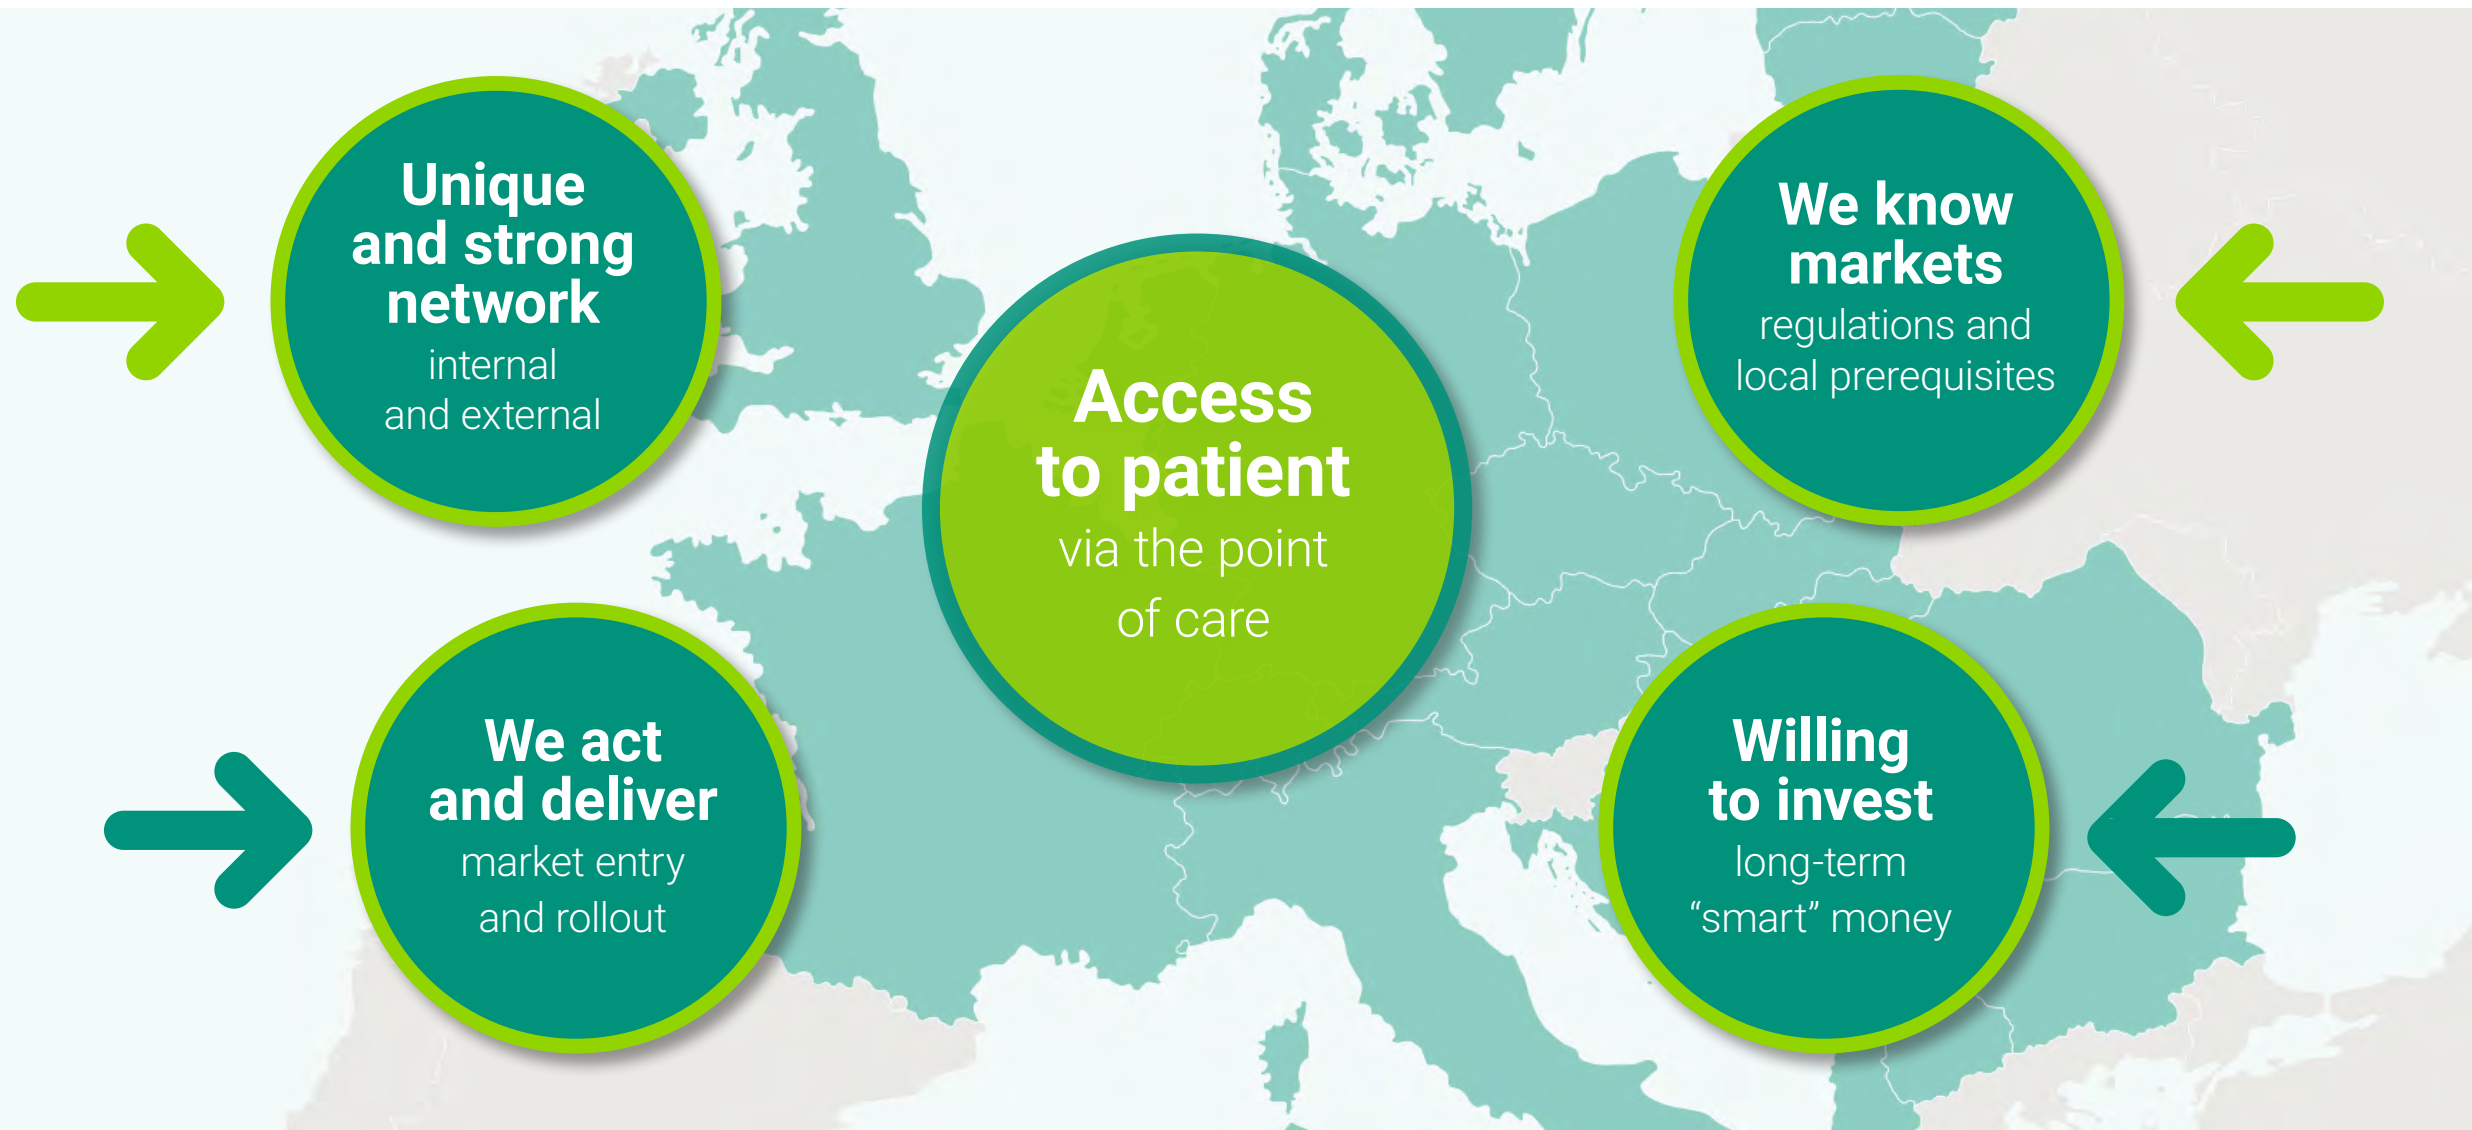 Unique
and strong
network
internal
and external
We know
markets
regulations and
local prerequisites
Access
to patient
via the point
of care
We act
and deliver
market entry
and rollout
Willing
to invest
long-term
“smart” money